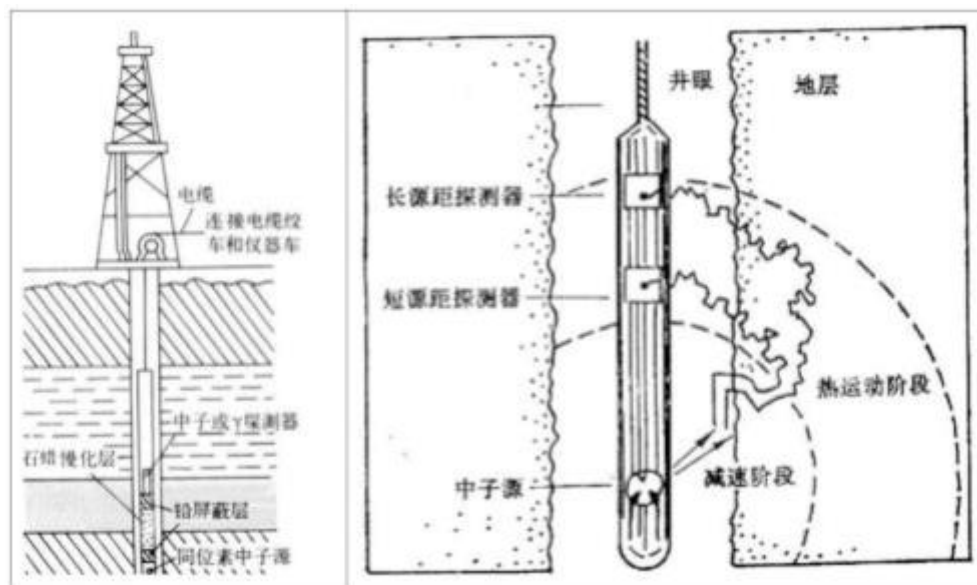 电缆
连接电缆绞
车和仪器车
中子或γ探测器
石蜡慢化层
铅屏蔽层
同位素中子源
井眼
地层
长源距探测器
短源距探测器
热运动阶段
减速阶段
中子源